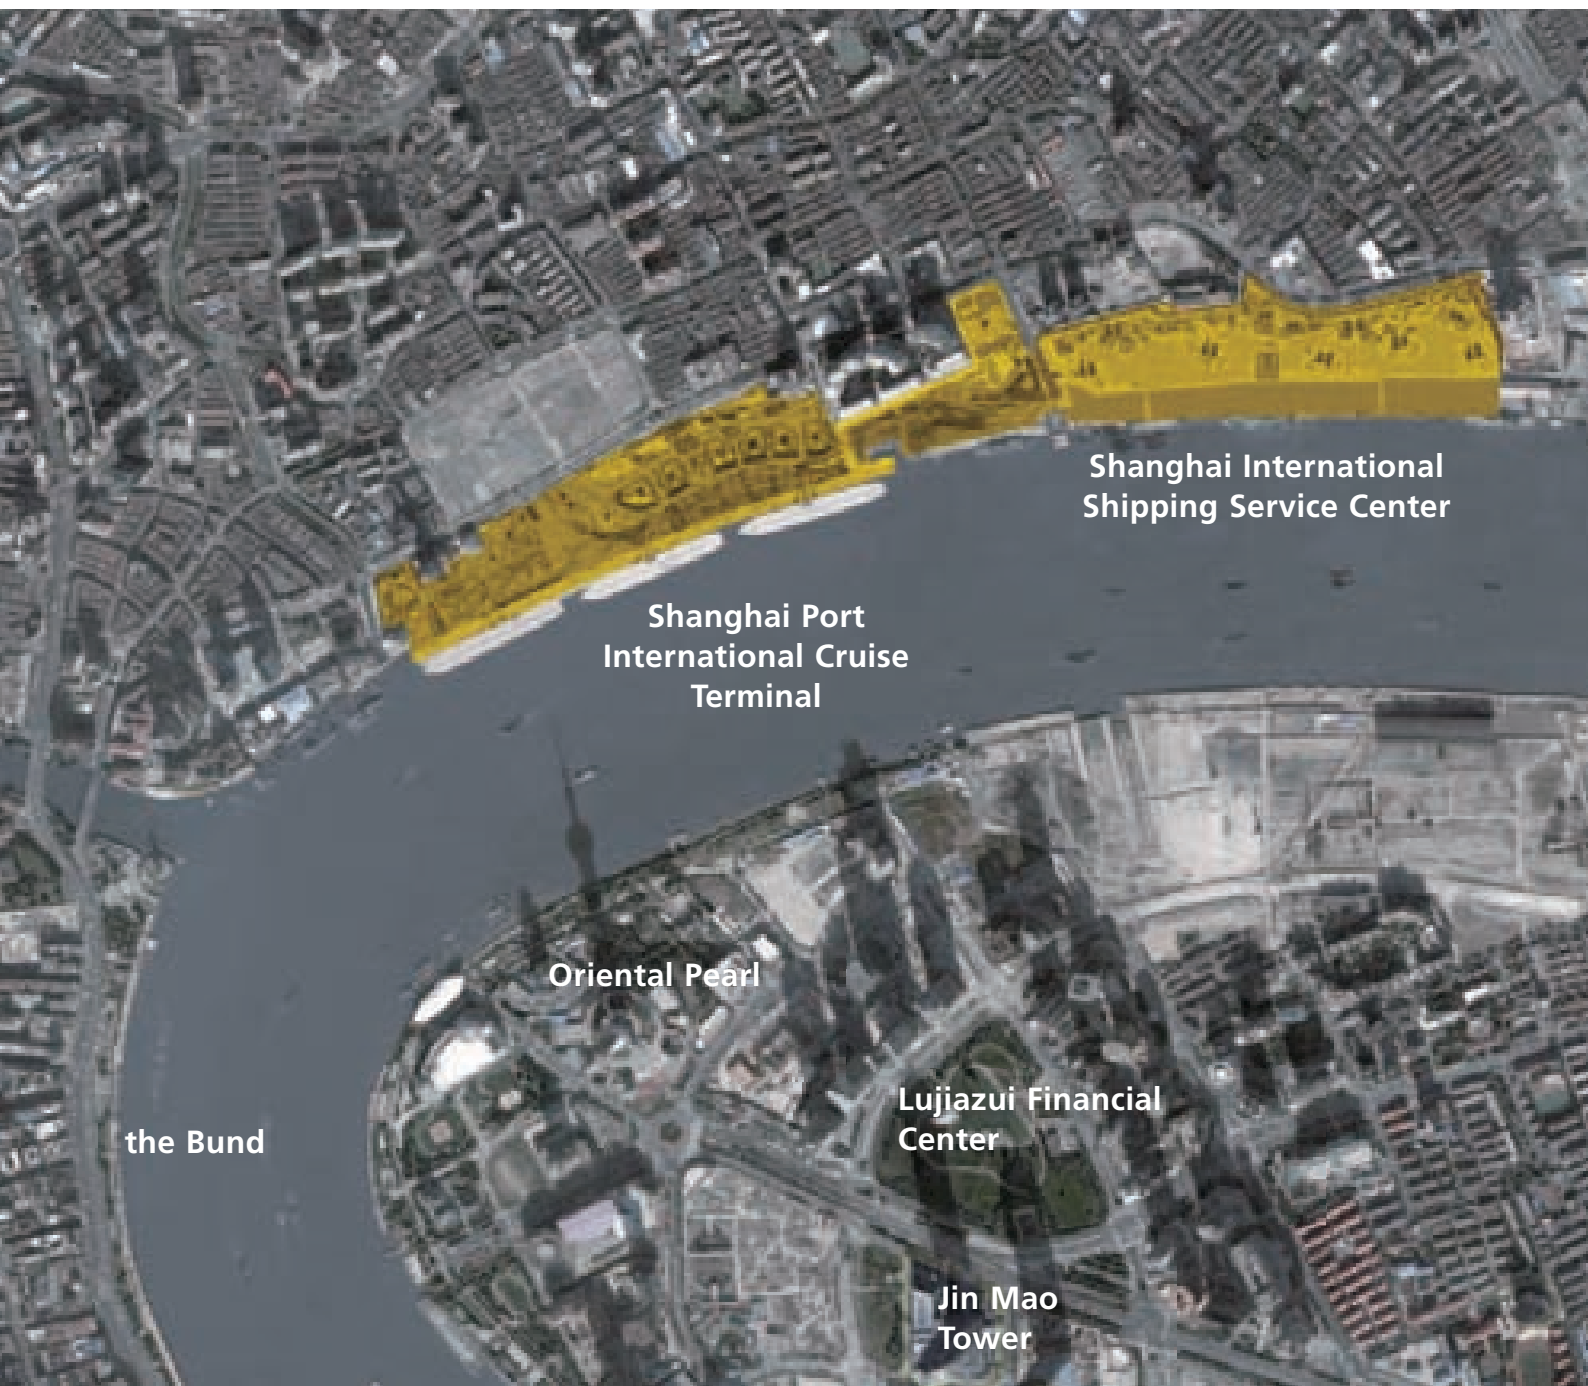 Shanghai International
Shipping Service Center
Shanghai Port
International Cruise
Terminal
Oriental Pearl
Lujiazui Financial
Center
the Bund
Jin Mao
Tower